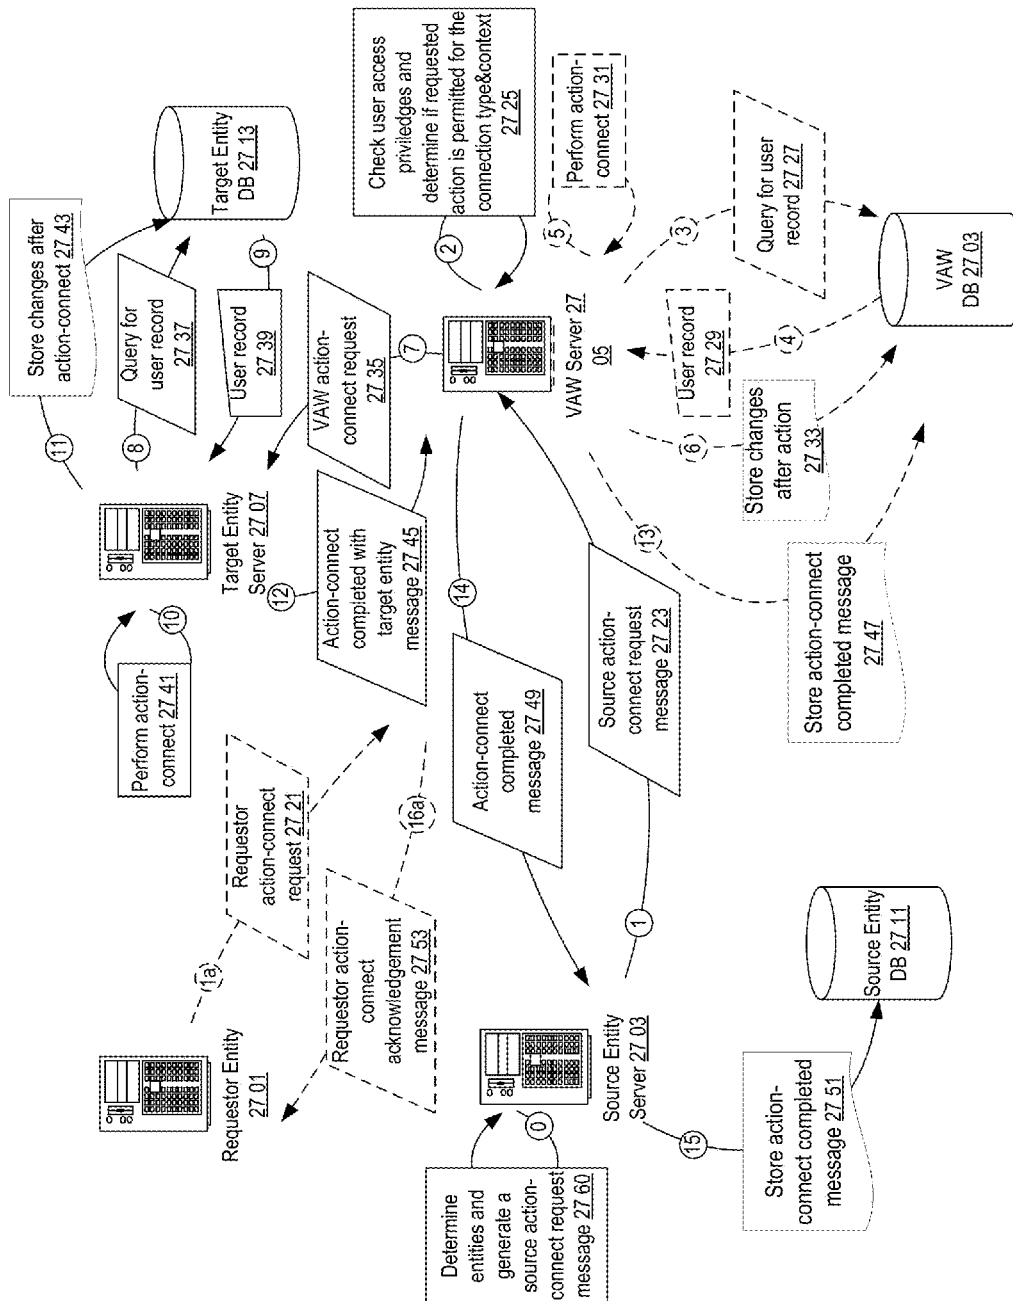 Determine
entities and
generate a
source action-
connect request
message 27 60
0
Source Entity
Server 27 03
15
Store action-
connect completed
message 27 51
Source Entity
DB 27 11
Requestor Entity
27 01
1a
Requestor
action-connect
request 27 21
Requestor action-
connect
acknowledgement
message 27 53
16a
Perform action-
connect 27 41
10
Target Entity
Server 27 07
11
Store changes after
action-connect 27 43
8
Query for
user record
27 37
User record
27 39
9
Target Entity
DB 27 13
12
Action-connect
completed with
target entity
message 27 45
VAW action-
connect request
27 35
7
14
Action-connect
completed
message 27 49
1
Source action-
connect request
message 27 23
VAW Server 27
05
2
Check user access
priviledges and
determine if requested
action is permitted for the
connection type&context
27 25
5
Perform action-
connect 27 31
3
Query for user
record 27 27
User record
27 29
4
6
Store changes
after action
27 33
13
Store action-connect
completed message
27 47
VAW
DB 27 03